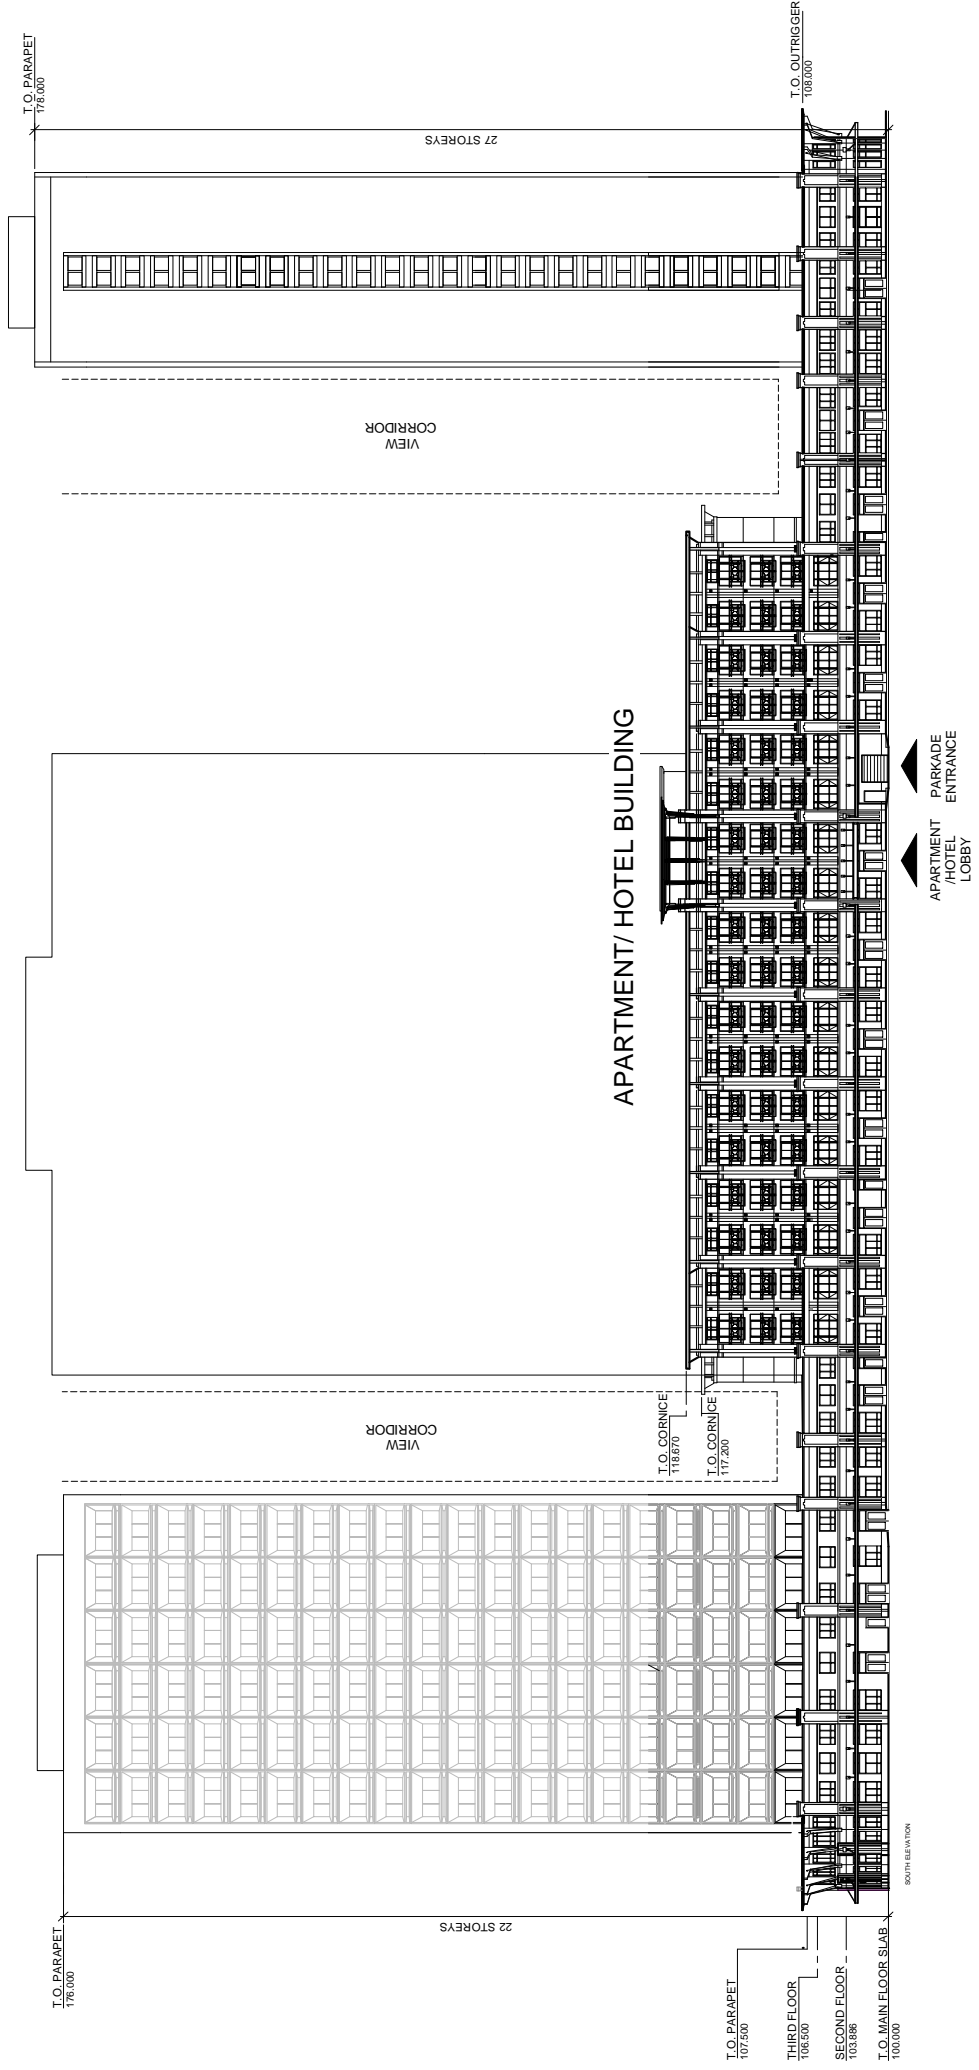 T.O. PARAPET
176.000
T.O. PARAPET
178.000
22 STOREYS
27 STOREYS
VIEW
CORRIDOR
VIEW
CORRIDOR
APARTMENT/ HOTEL BUILDING
T.O. CORNICE
118.670
T.O. CORNICE
117.200
T.O. PARAPET
107.500
THIRD FLOOR
106.500
SECOND FLOOR
103.886
T.O. MAIN FLOOR SLAB
100.000
T.O. OUTRIGGER
108.000
APARTMENT
/HOTEL
LOBBY
PARKADE
ENTRANCE
SOUTH ELEVATION